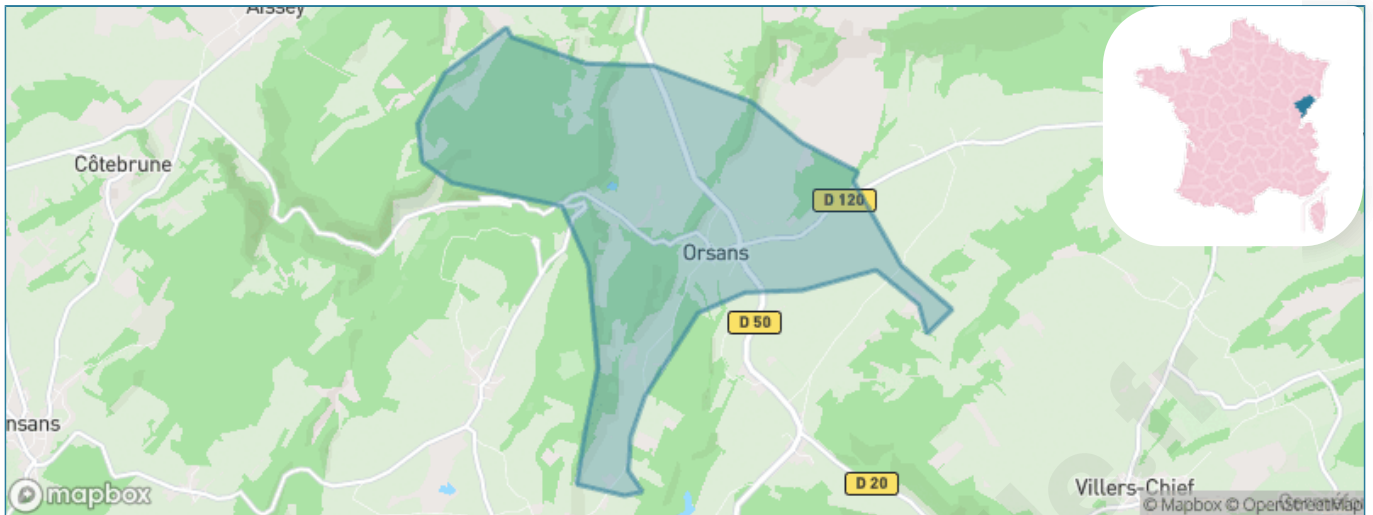 Aissey
Côtebrune
D 120
Orsans
D 50
nsans
D 20
Villers-Chief
mapbox
© Mapbox © OpenStreetMap